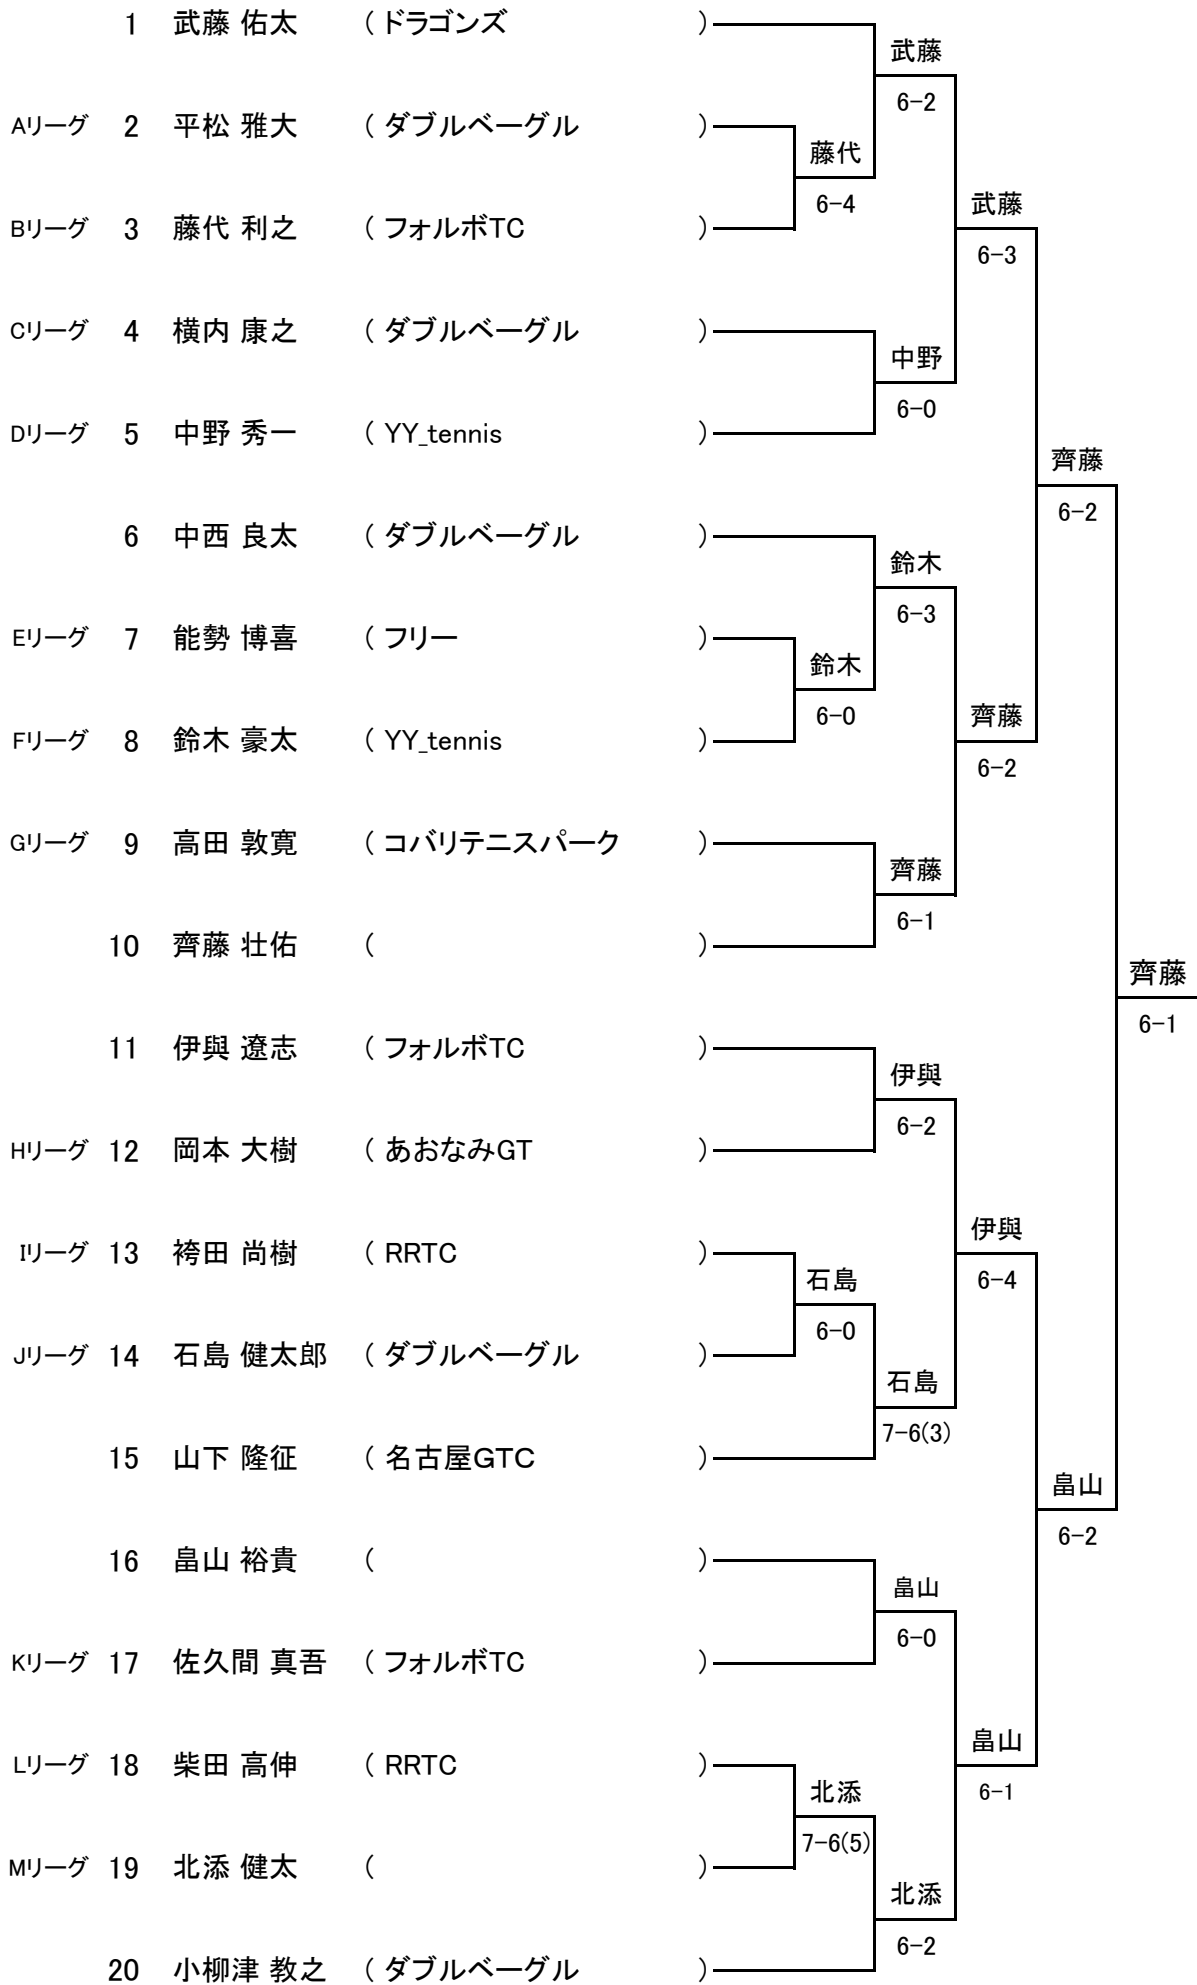 1 武藤 佑太 ( ドラゴンズ )
武藤
6-2
Aリーグ 2 平松 雅大 ( ダブルベーグル )
藤代
6-4
武藤
6-3
Bリーグ 3 藤代 利之 ( フォルボTC )
Cリーグ 4 横内 康之 ( ダブルベーグル )
中野
6-0
Dリーグ 5 中野 秀一 ( YY_tennis )
齊藤
6-2
6 中西 良太 ( ダブルベーグル )
鈴木
6-3
Eリーグ 7 能勢 博喜 ( フリー )
鈴木
6-0
齊藤
6-2
Fリーグ 8 鈴木 豪太 ( YY_tennis )
Gリーグ 9 高田 敦寛 ( コバリテニスパーク )
齊藤
6-1
10 齊藤 壮佑 ( )
齊藤
6-1
11 伊與 遼志 ( フォルボTC )
伊與
6-2
Hリーグ 12 岡本 大樹 ( あおなみGT )
伊與
6-4
Iリーグ 13 袴田 尚樹 ( RRTC )
石島
6-0
Jリーグ 14 石島 健太郎 ( ダブルベーグル )
石島
7-6(3)
15 山下 隆征 ( 名古屋GTC )
畠山
6-2
16 畠山 裕貴 ( )
畠山
6-0
Kリーグ 17 佐久間 真吾 ( フォルボTC )
畠山
6-1
Lリーグ 18 柴田 高伸 ( RRTC )
北添
7-6(5)
Mリーグ 19 北添 健太 ( )
北添
6-2
20 小柳津 教之 ( ダブルベーグル )